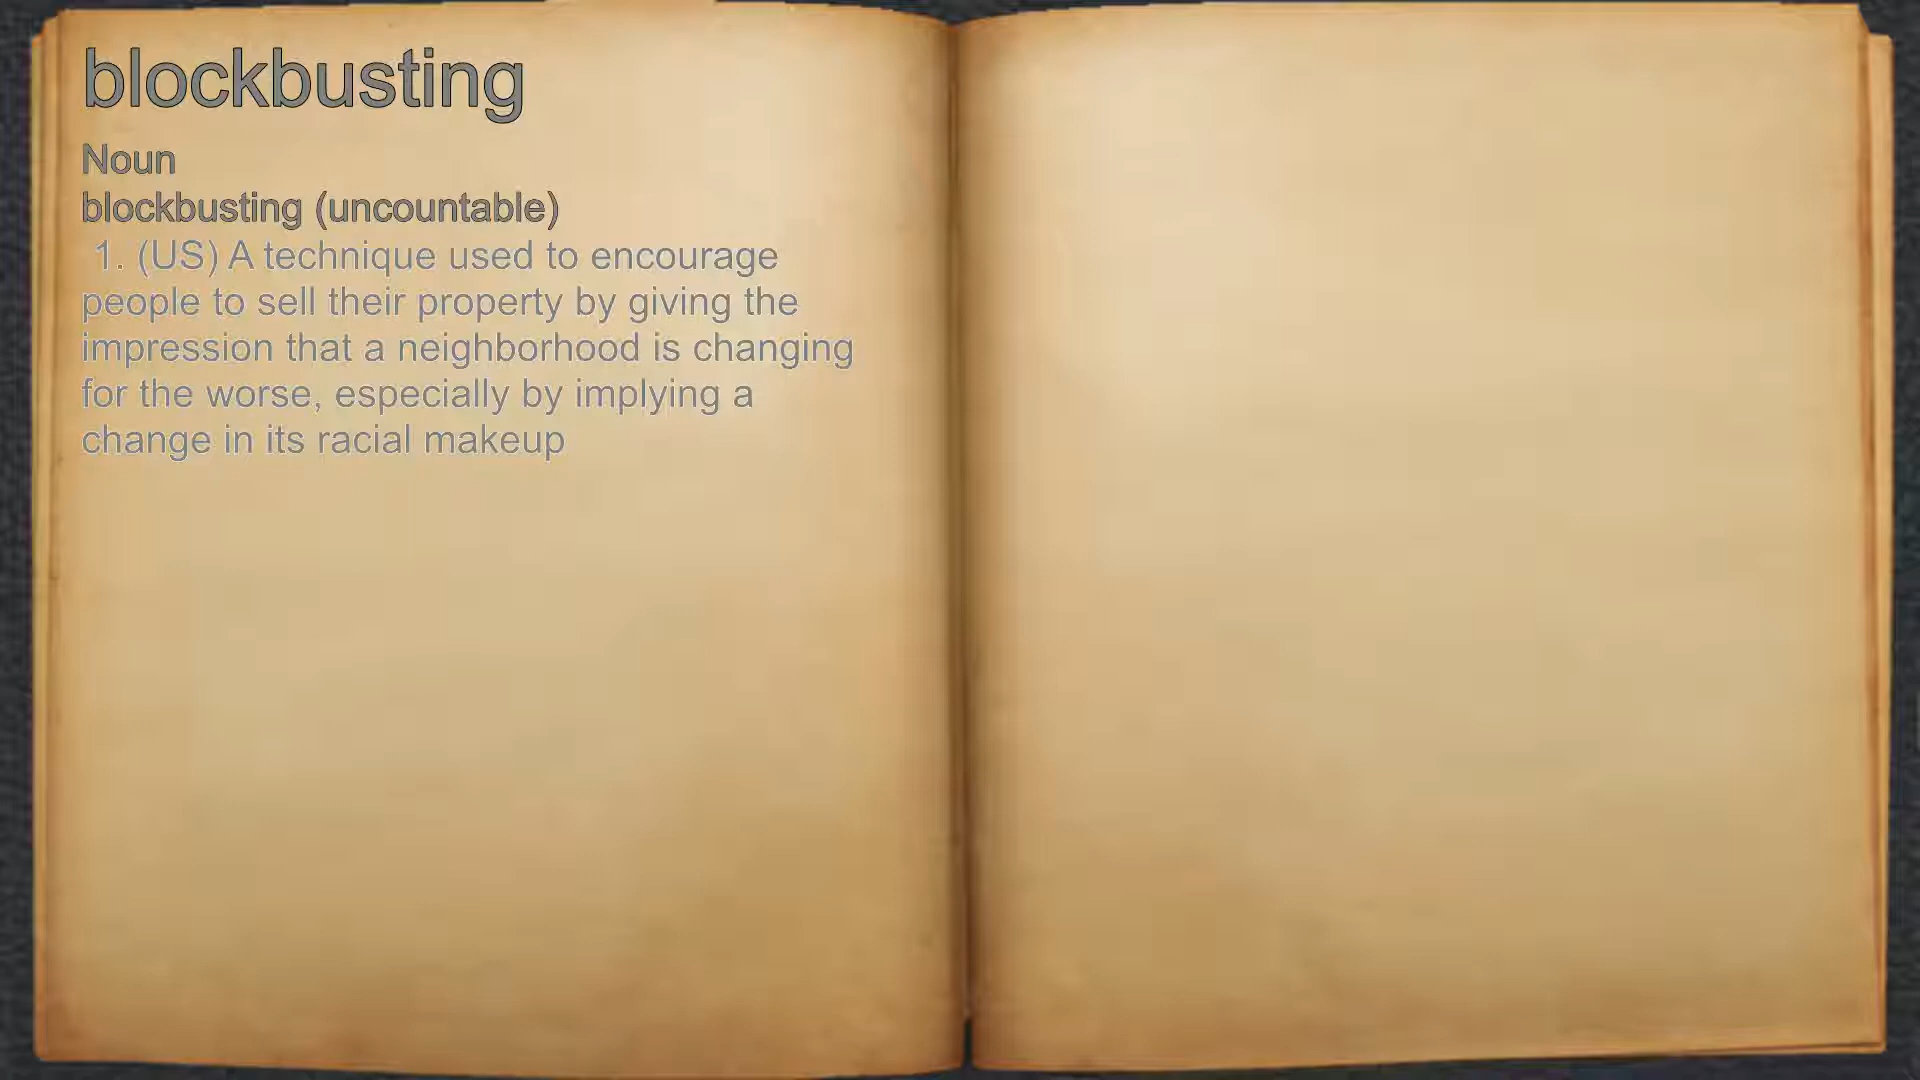 blockbusting
Noun
blockbusting (uncountable)
1. (US) A technique used to encourage
people to sell their property by giving the
impression that a neighborhood is changing
for the worse, especially by implying a
change in its racial makeup